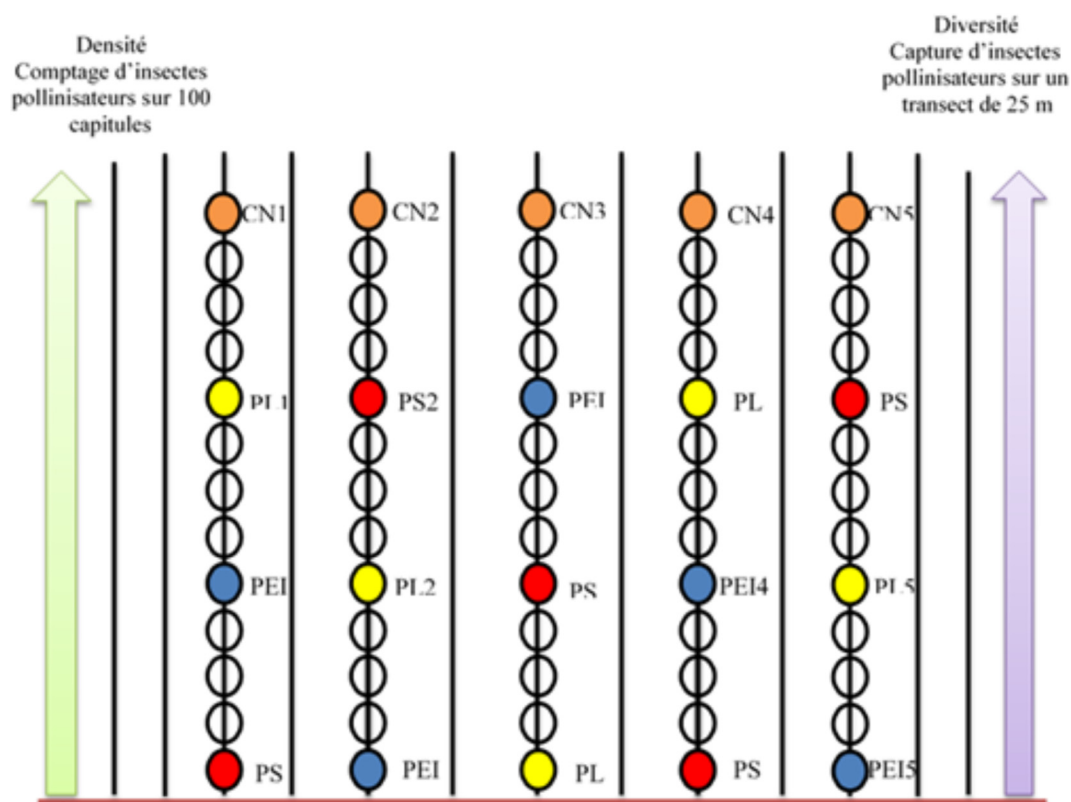 Densité
Comptage d'insectes
pollinisateurs sur 100
capitules
Diversité
Capture d'insectes
pollinisateurs sur un
transect de 25 m
CN1
CN2
CN3
CN4
CN5
PL1
PS2
PEI
PL
PS
PEI
PL2
PS
PEI4
PL5
PS
PEI
PL
PS
PEI5